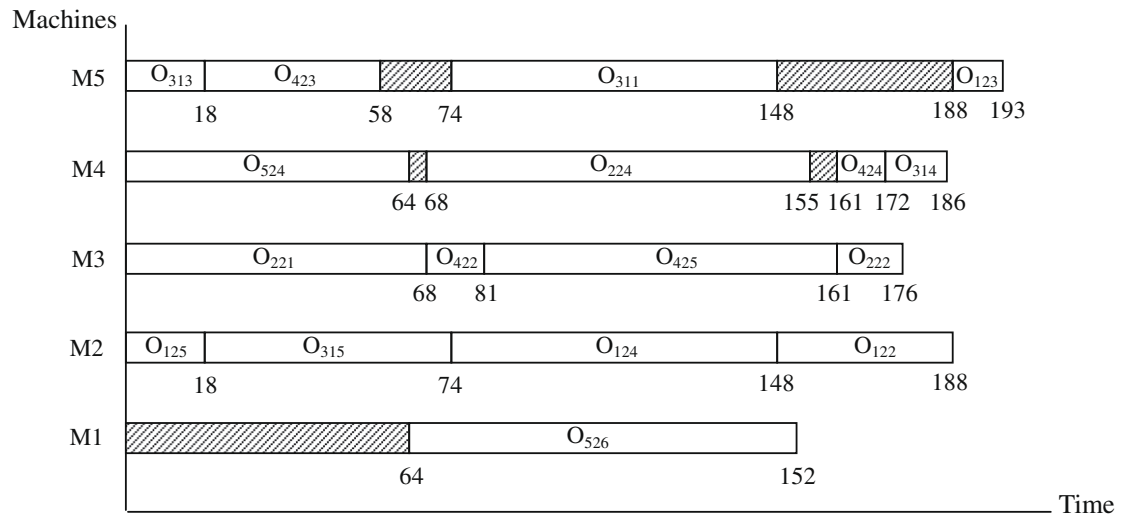 Machines
M5 O313 O423 O311 O123
18 58 74 148 188 193
M4 O524 O224 O424 O314
64 68 155 161 172 186
M3 O221 O422 O425 O222
68 81 161 176
M2 O125 O315 O124 O122
18 74 148 188
M1 O526
64 152
Time